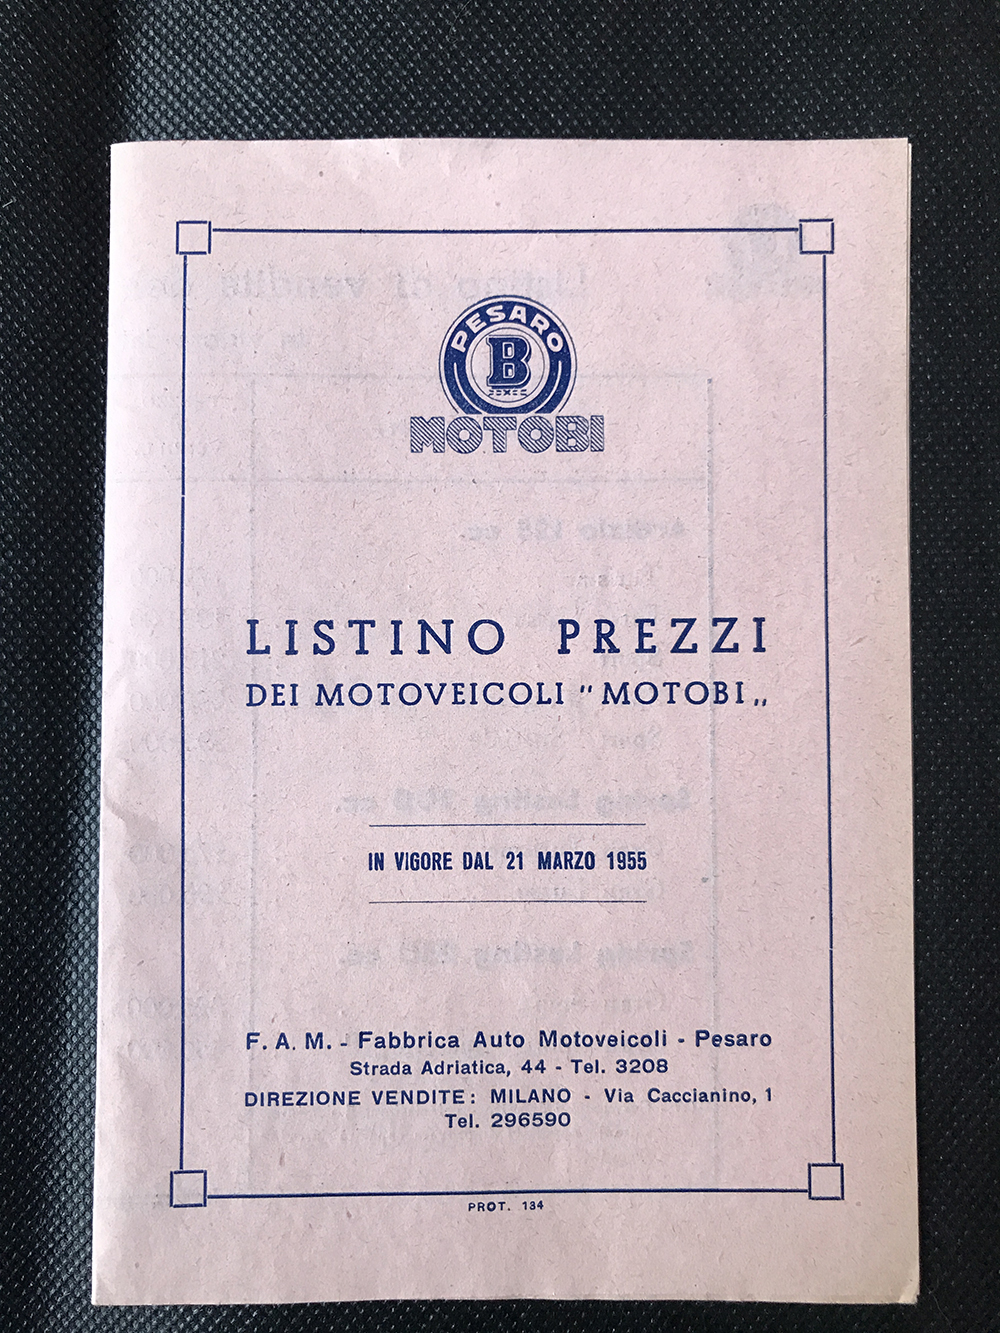 PESARO
B
MOTOBI
LISTINO PREZZI
DEI MOTOVEICOLI "MOTOBI„
IN VIGORE DAL 21 MARZO 1955
F. A. M. - Fabbrica Auto Motoveicoli - Pesaro
Strada Adriatica, 44 - Tel. 3208
DIREZIONE VENDITE: MILANO - Via Caccianino, 1
Tel. 296590
PROT. 134